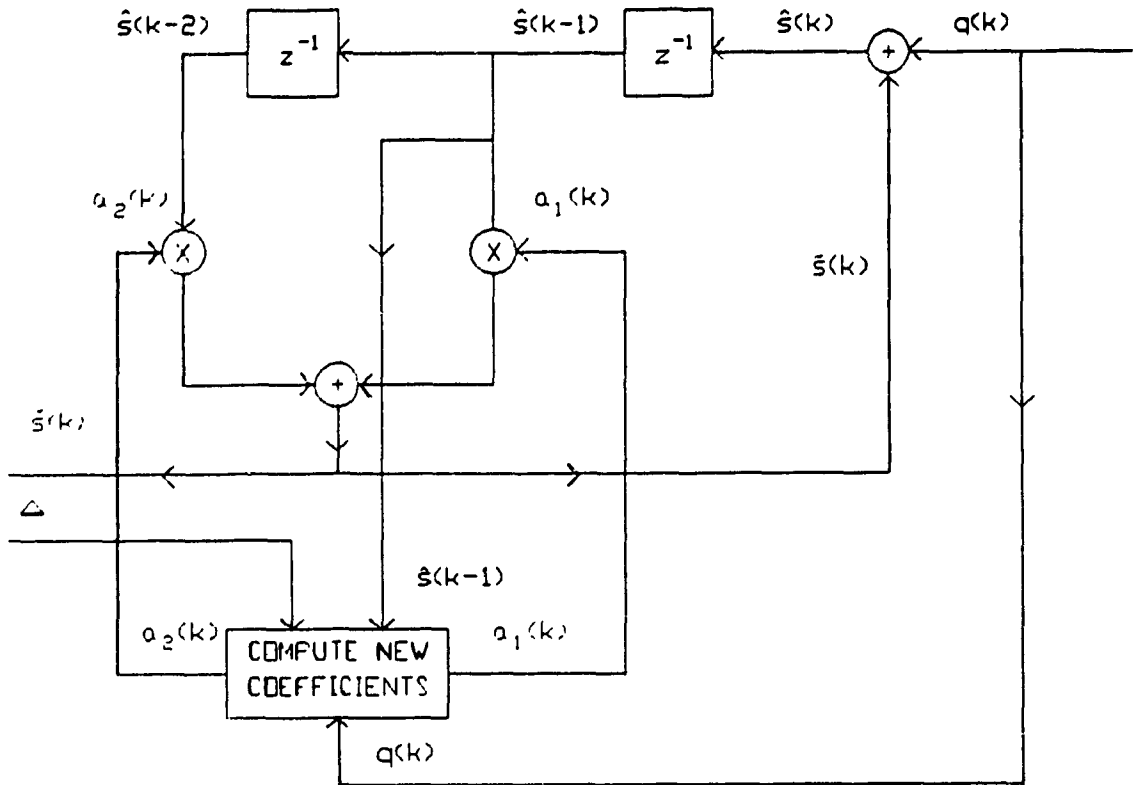 ŝ(k-2)
ŝ(k-1)
ŝ(k)
q(k)
z⁻¹
z⁻¹
+
a₂(k)
a₁(k)
X
X
s̃(k)
+
s̃(k)
Δ
ŝ(k-1)
a₂(k)
a₁(k)
COMPUTE NEW
COEFFICIENTS
q(k)